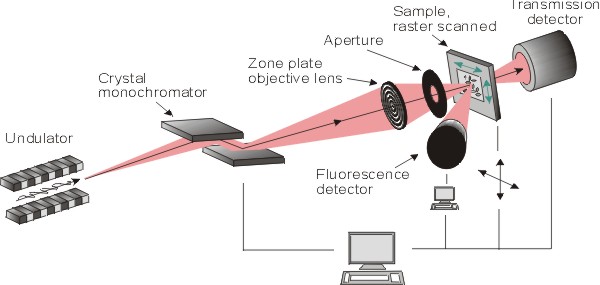 Undulator
Crystal
monochromator
Zone plate
objective lens
Aperture
Sample,
raster scanned
Transmission
detector
Fluorescence
detector